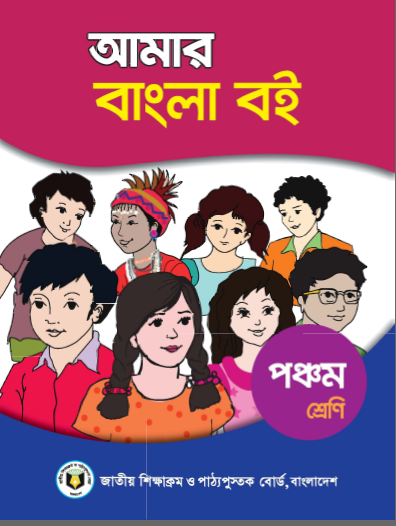 আমার
বাংলা বই
পঞ্চম
শ্রেণি
জাতীয় শিক্ষাক্রম ও পাঠ্যপুস্তক বোর্ড, বাংলাদেশ